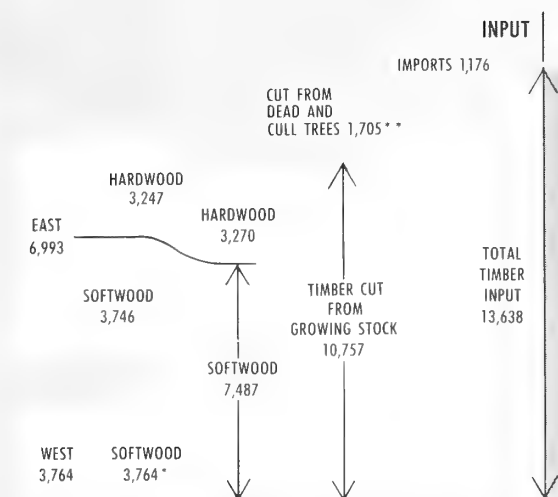 INPUT
IMPORTS 1,176
CUT FROM
DEAD AND
CULL TREES 1,705**
HARDWOOD
3,247
HARDWOOD
3,270
EAST
6,993
SOFTWOOD
3,746
TIMBER CUT
FROM
GROWING STOCK
10,757
TOTAL
TIMBER
INPUT
13,638
SOFTWOOD
7,487
WEST
3,764
SOFTWOOD
3,764*